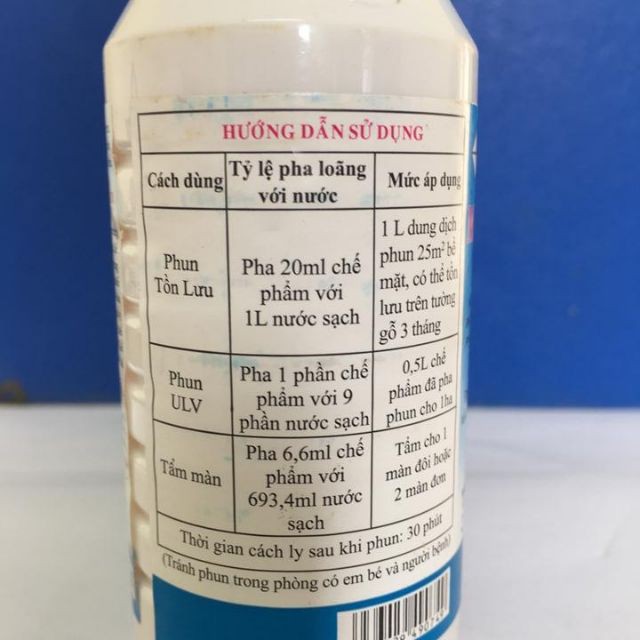 HƯỚNG DẪN SỬ DỤNG
Cách dùng
Tỷ lệ pha loãng
với nước
Mức áp dụng
Phun
Tồn Lưu
Pha 20ml chế
phẩm với
1L nước sạch
1 L dung dịch
phun 25m² bề
mặt, có thể tồn
lưu trên tường
gỗ 3 tháng
Phun
ULV
Pha 1 phần chế
phẩm với 9
phần nước sạch
0,5L chế
phẩm đã pha
phun cho 1ha
Tẩm màn
Pha 6,6ml chế
phẩm với
693,4ml nước
sạch
Tẩm cho 1
màn đôi hoặc
2 màn đơn
Thời gian cách ly sau khi phun: 30 phút
(Tránh phun trong phòng có em bé và người bệnh)